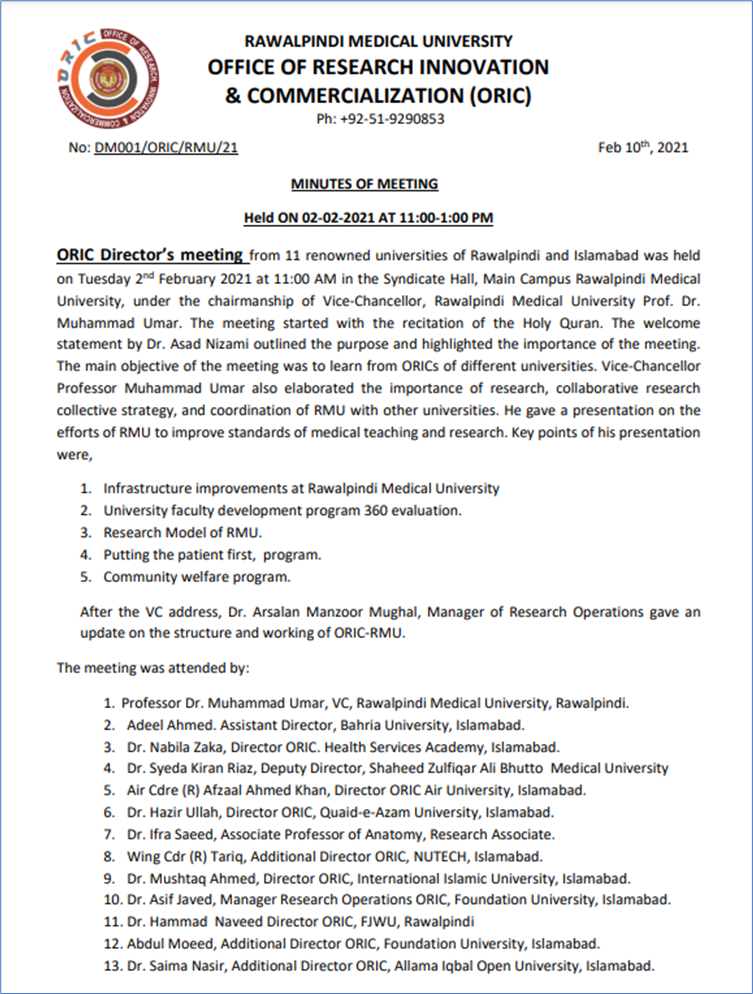 ORIC OFFICE OF RESEARCH INNOVATION & COMMERCIALIZATION
RAWALPINDI MEDICAL UNIVERSITY
OFFICE OF RESEARCH INNOVATION
& COMMERCIALIZATION (ORIC)
Ph: +92-51-9290853
No: DM001/ORIC/RMU/21 Feb 10th, 2021
MINUTES OF MEETING
Held ON 02-02-2021 AT 11:00-1:00 PM
ORIC Director's meeting from 11 renowned universities of Rawalpindi and Islamabad was held
on Tuesday 2nd February 2021 at 11:00 AM in the Syndicate Hall, Main Campus Rawalpindi Medical
University, under the chairmanship of Vice-Chancellor, Rawalpindi Medical University Prof. Dr.
Muhammad Umar. The meeting started with the recitation of the Holy Quran. The welcome
statement by Dr. Asad Nizami outlined the purpose and highlighted the importance of the meeting.
The main objective of the meeting was to learn from ORICs of different universities. Vice-Chancellor
Professor Muhammad Umar also elaborated the importance of research, collaborative research
collective strategy, and coordination of RMU with other universities. He gave a presentation on the
efforts of RMU to improve standards of medical teaching and research. Key points of his presentation
were,
1. Infrastructure improvements at Rawalpindi Medical University
2. University faculty development program 360 evaluation.
3. Research Model of RMU.
4. Putting the patient first, program.
5. Community welfare program.
After the VC address, Dr. Arsalan Manzoor Mughal, Manager of Research Operations gave an
update on the structure and working of ORIC-RMU.
The meeting was attended by:
1. Professor Dr. Muhammad Umar, VC, Rawalpindi Medical University, Rawalpindi.
2. Adeel Ahmed. Assistant Director, Bahria University, Islamabad.
3. Dr. Nabila Zaka, Director ORIC. Health Services Academy, Islamabad.
4. Dr. Syeda Kiran Riaz, Deputy Director, Shaheed Zulfiqar Ali Bhutto Medical University
5. Air Cdre (R) Afzaal Ahmed Khan, Director ORIC Air University, Islamabad.
6. Dr. Hazir Ullah, Director ORIC, Quaid-e-Azam University, Islamabad.
7. Dr. Ifra Saeed, Associate Professor of Anatomy, Research Associate.
8. Wing Cdr (R) Tariq, Additional Director ORIC, NUTECH, Islamabad.
9. Dr. Mushtaq Ahmed, Director ORIC, International Islamic University, Islamabad.
10. Dr. Asif Javed, Manager Research Operations ORIC, Foundation University, Islamabad.
11. Dr. Hammad Naveed Director ORIC, FJWU, Rawalpindi
12. Abdul Moeed, Additional Director ORIC, Foundation University, Islamabad.
13. Dr. Saima Nasir, Additional Director ORIC, Allama Iqbal Open University, Islamabad.